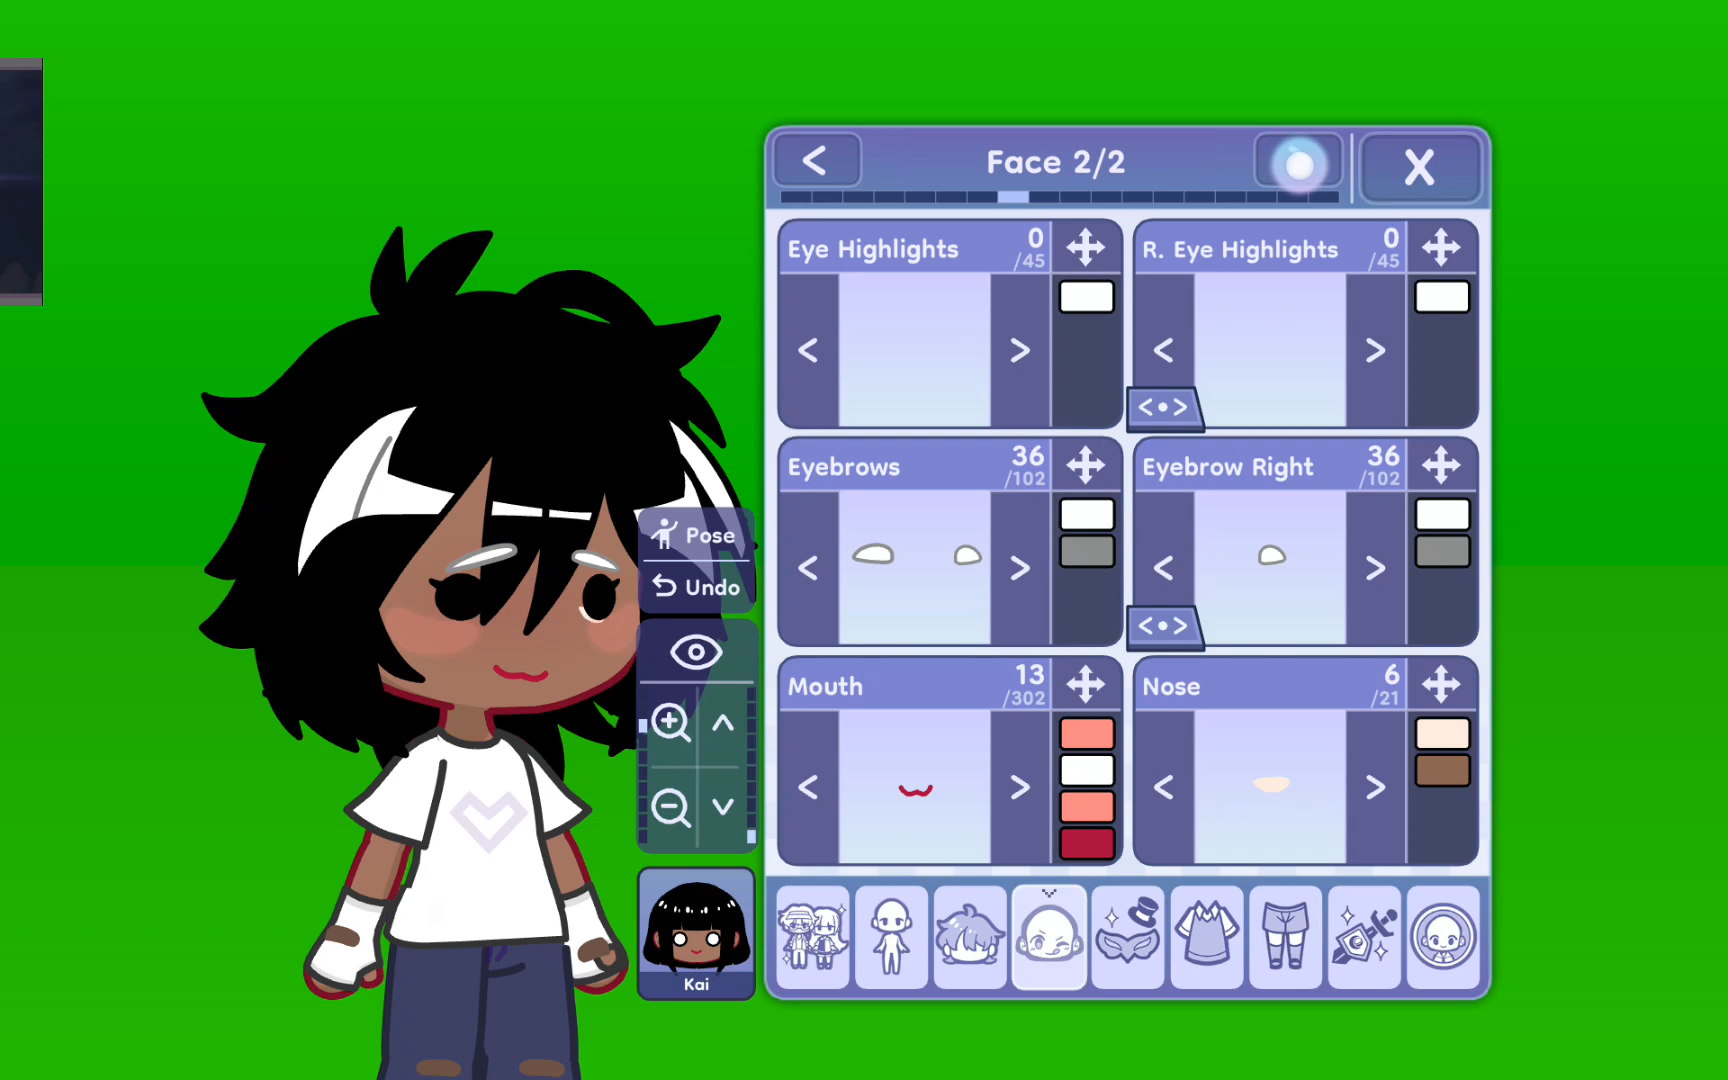 Face 2/2
X
Eye Highlights 0 /45
R. Eye Highlights 0 /45
Eyebrows 36 /102
Eyebrow Right 36 /102
Pose
Undo
Mouth 13 /302
Nose 6 /21
Kai